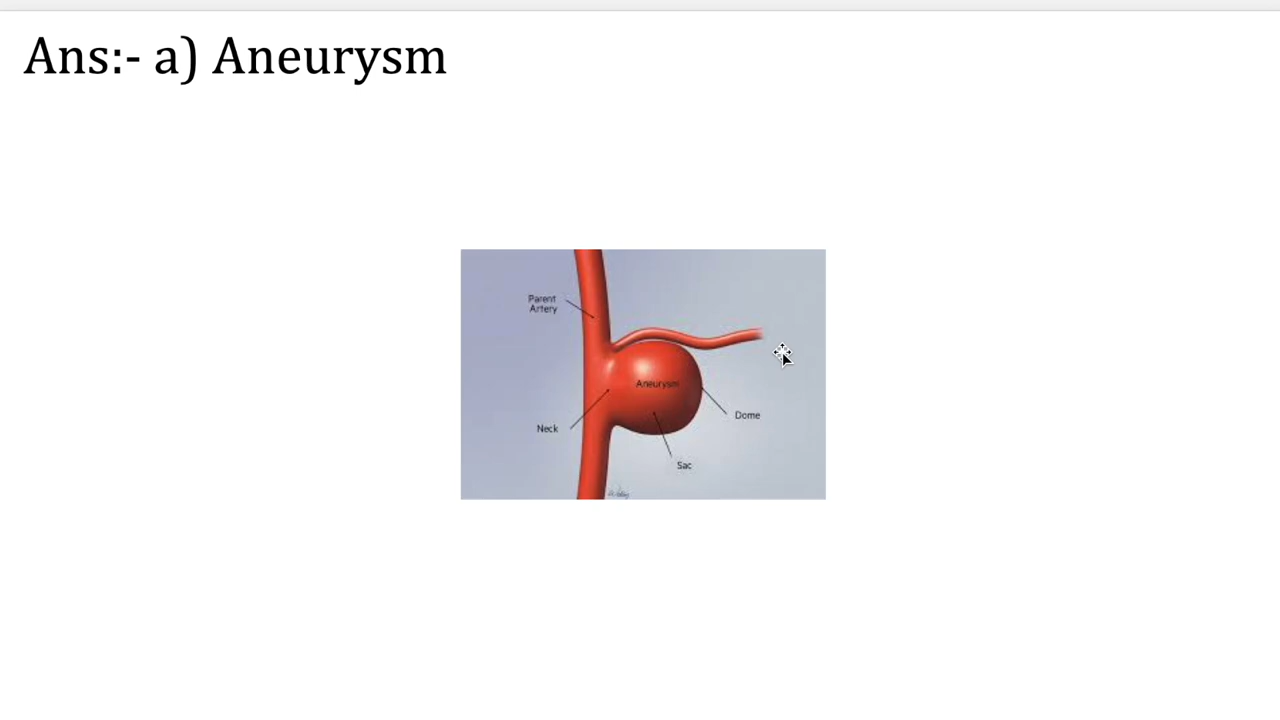 Ans:- a) Aneurysm
Parent
Artery
Aneurysm
Neck
Dome
Sac